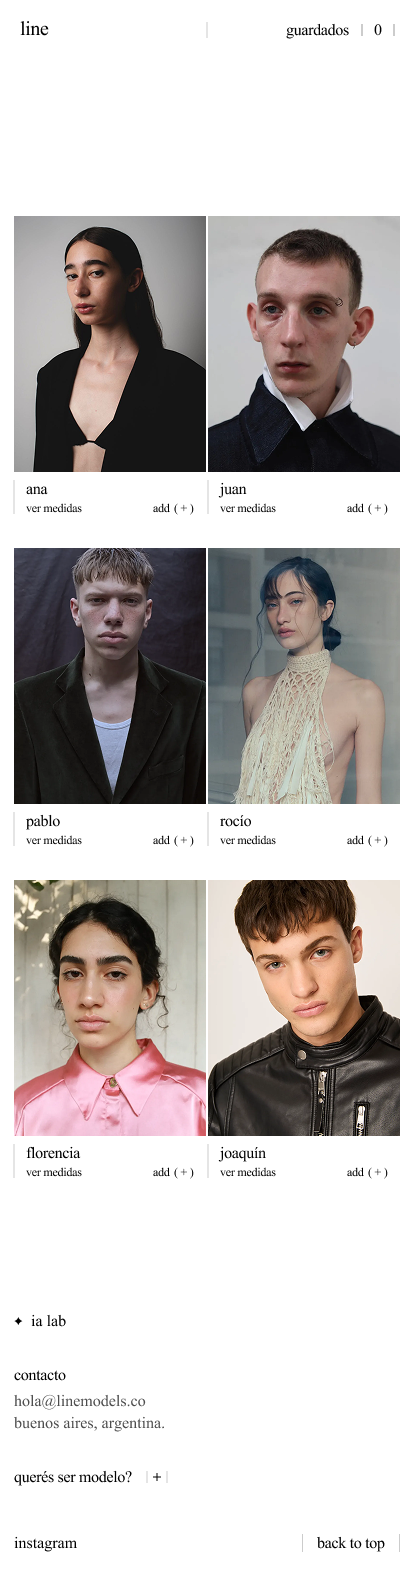 line
guardados | 0 |
ana
ver medidas add ( + )
juan
ver medidas add ( + )
pablo
ver medidas add ( + )
rocío
ver medidas add ( + )
florencia
ver medidas add ( + )
joaquín
ver medidas add ( + )
✦ ia lab
contacto
hola@linemodels.co
buenos aires, argentina.
querés ser modelo? | + |
instagram
back to top